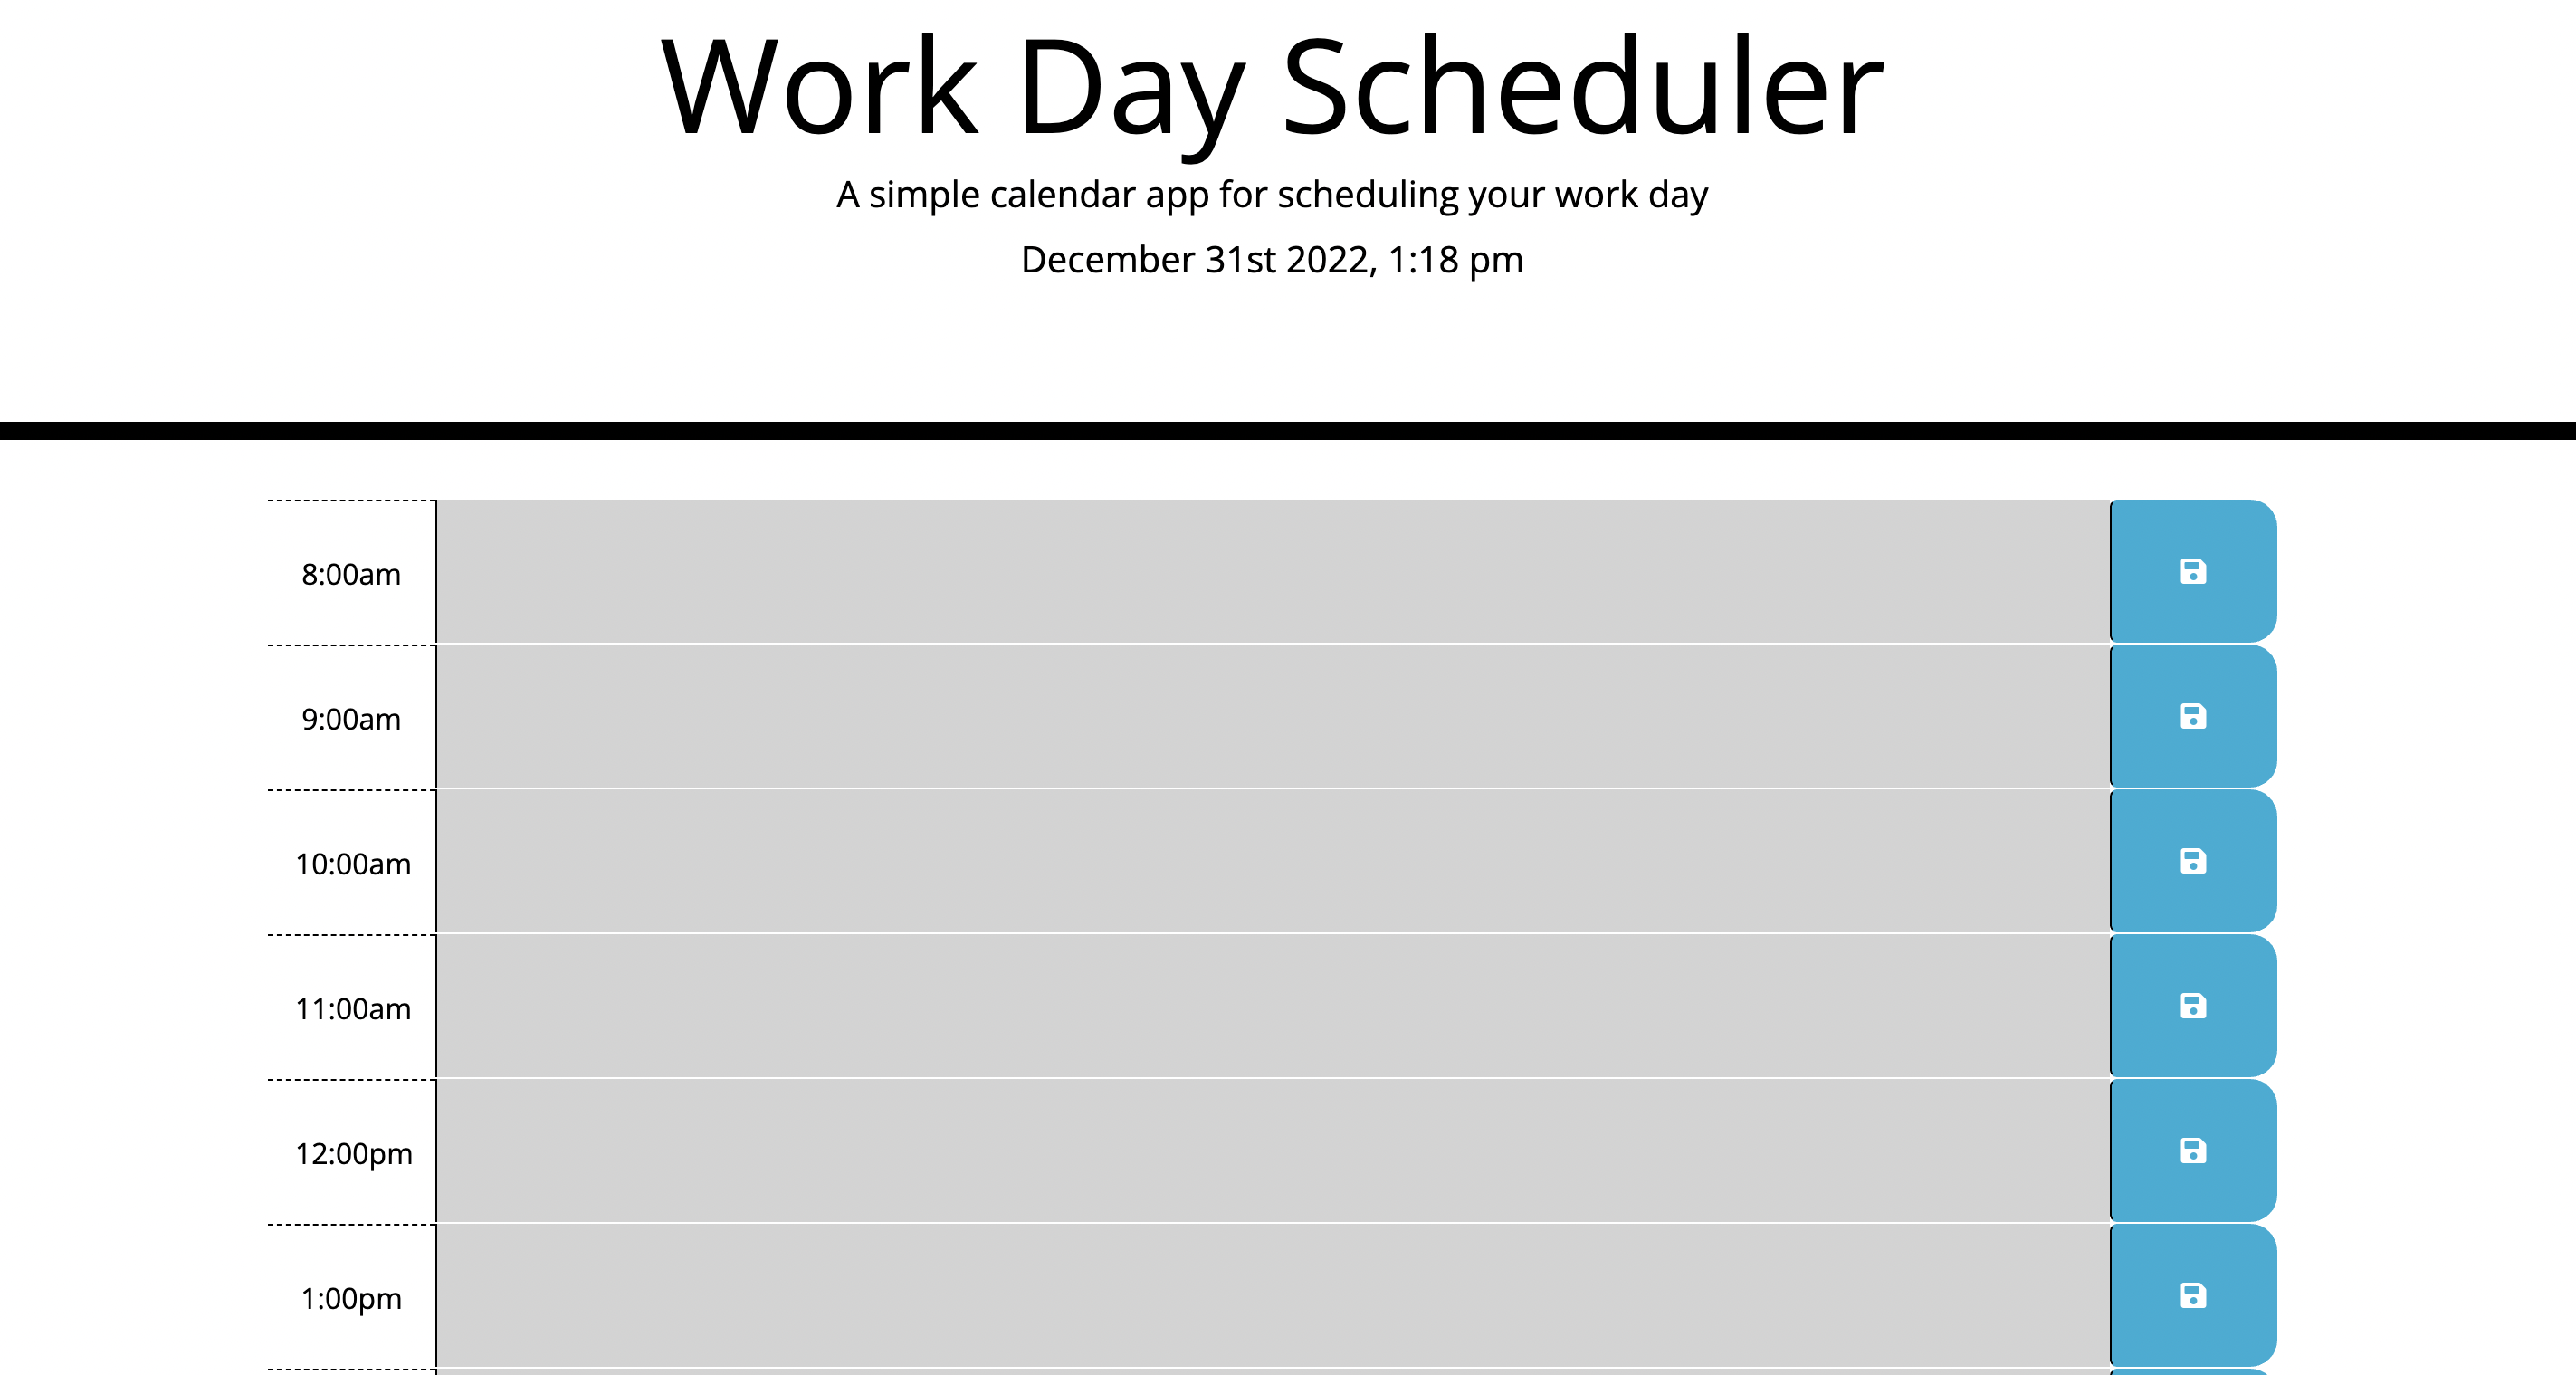 Work Day Scheduler
A simple calendar app for scheduling your work day
December 31st 2022, 1:18 pm
8:00am
9:00am
10:00am
11:00am
12:00pm
1:00pm